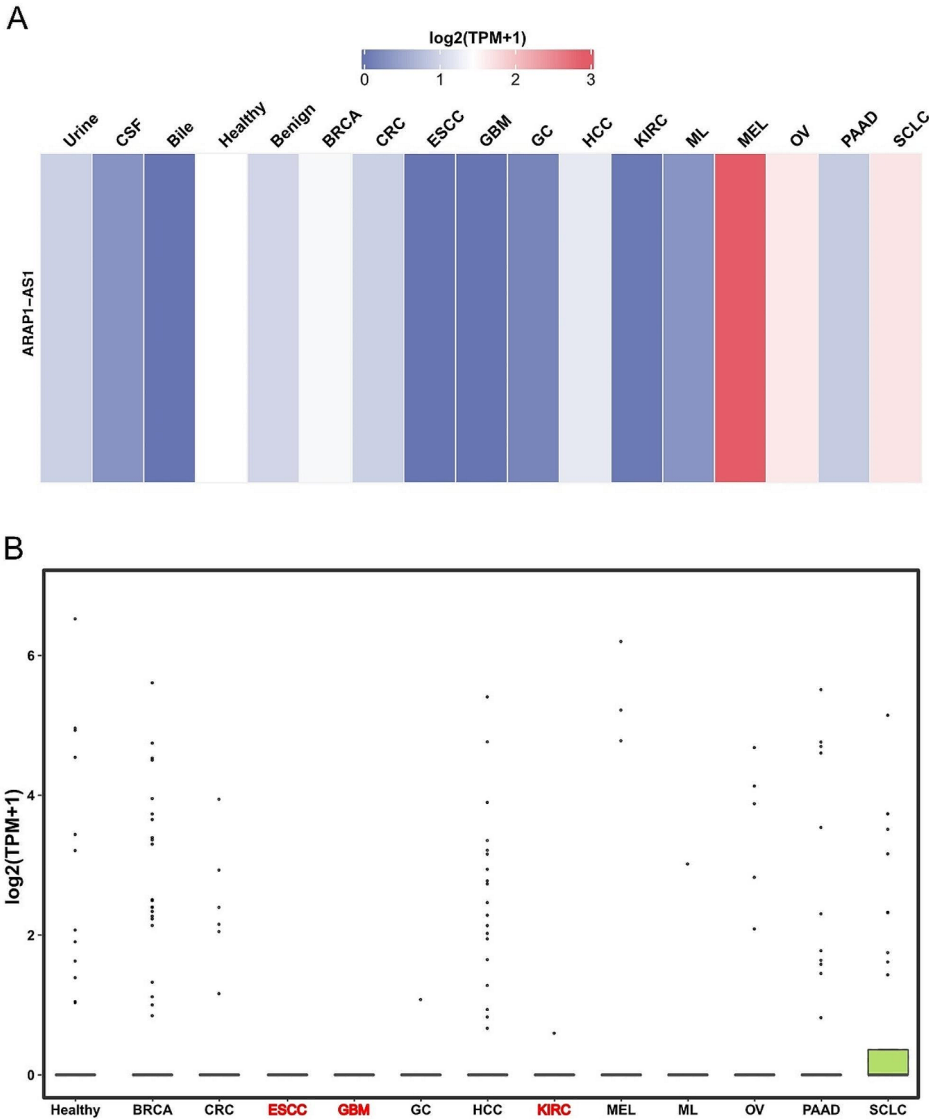 A
log2(TPM+1)
0 1 2 3
Urine CSF Bile Healthy Benign BRCA CRC ESCC GBM GC HCC KIRC ML MEL OV PAAD SCLC
ARAP1−AS1
B
6
4
2
0
log2(TPM+1)
Healthy BRCA CRC ESCC GBM GC HCC KIRC MEL ML OV PAAD SCLC